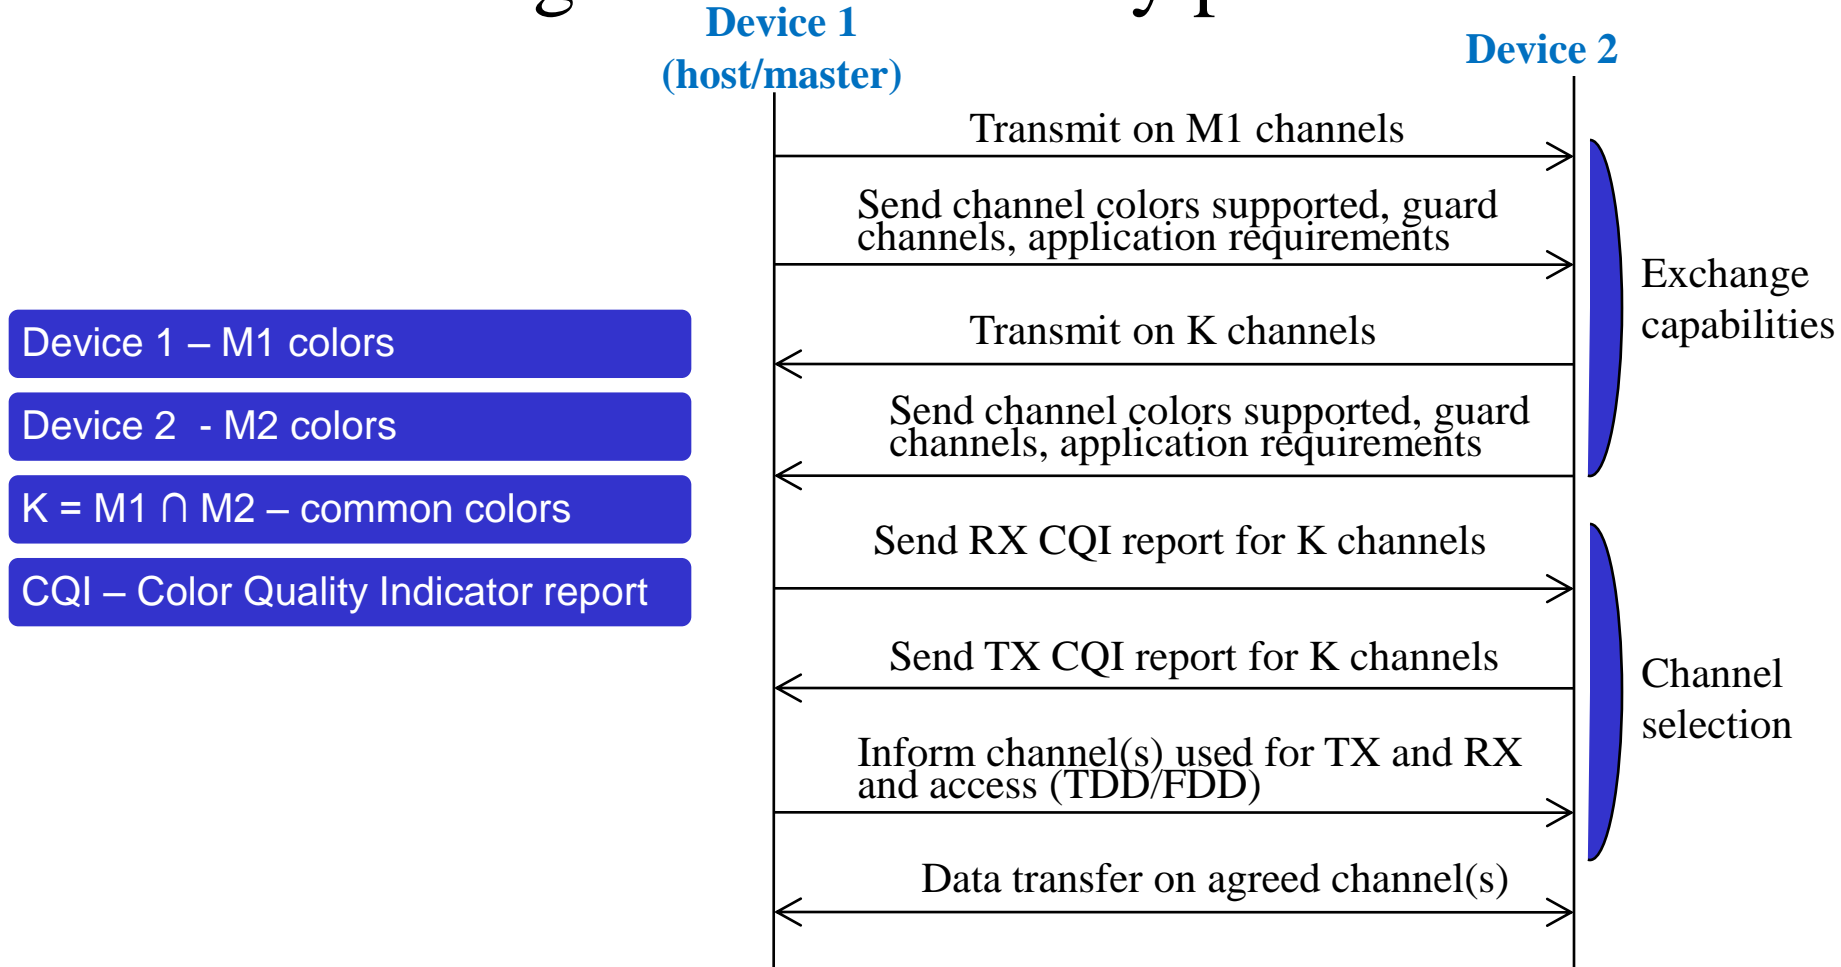 Device 1
(host/master)
Device 2
Transmit on M1 channels
Send channel colors supported, guard
channels, application requirements
Exchange
capabilities
Transmit on K channels
Send channel colors supported, guard
channels, application requirements
Device 1 – M1 colors
Device 2  - M2 colors
K = M1 ∩ M2 – common colors
CQI – Color Quality Indicator report
Send RX CQI report for K channels
Send TX CQI report for K channels
Channel
selection
Inform channel(s) used for TX and RX
and access (TDD/FDD)
Data transfer on agreed channel(s)